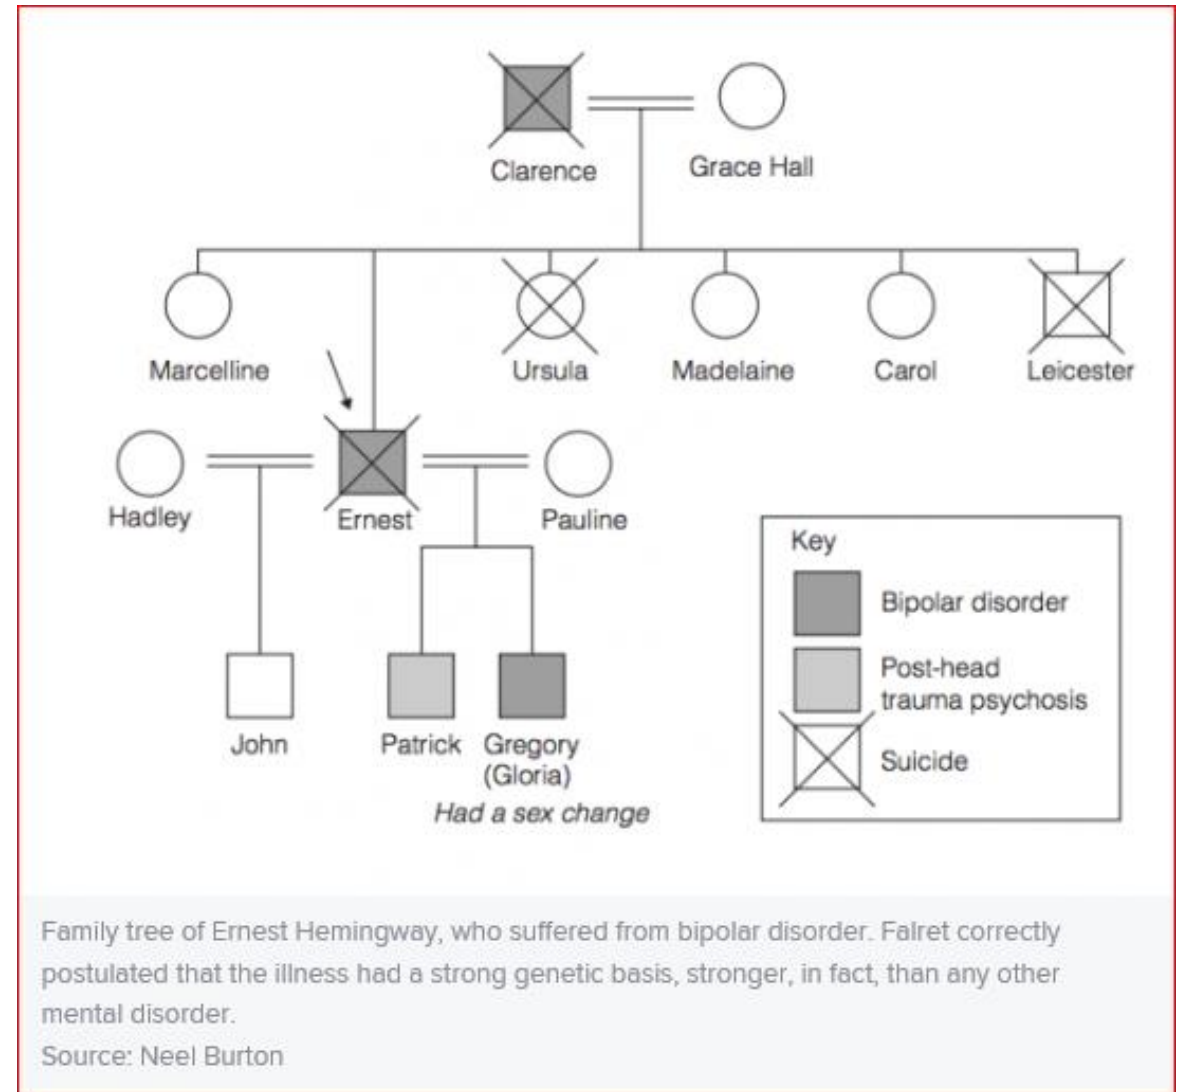 Clarence
Grace Hall
Marcelline
Ursula
Madelaine
Carol
Leicester
Hadley
Ernest
Pauline
Key
Bipolar disorder
Post-head
trauma psychosis
Suicide
John
Patrick
Gregory
(Gloria)
Had a sex change
Family tree of Ernest Hemingway, who suffered from bipolar disorder. Falret correctly
postulated that the illness had a strong genetic basis, stronger, in fact, than any other
mental disorder.
Source: Neel Burton